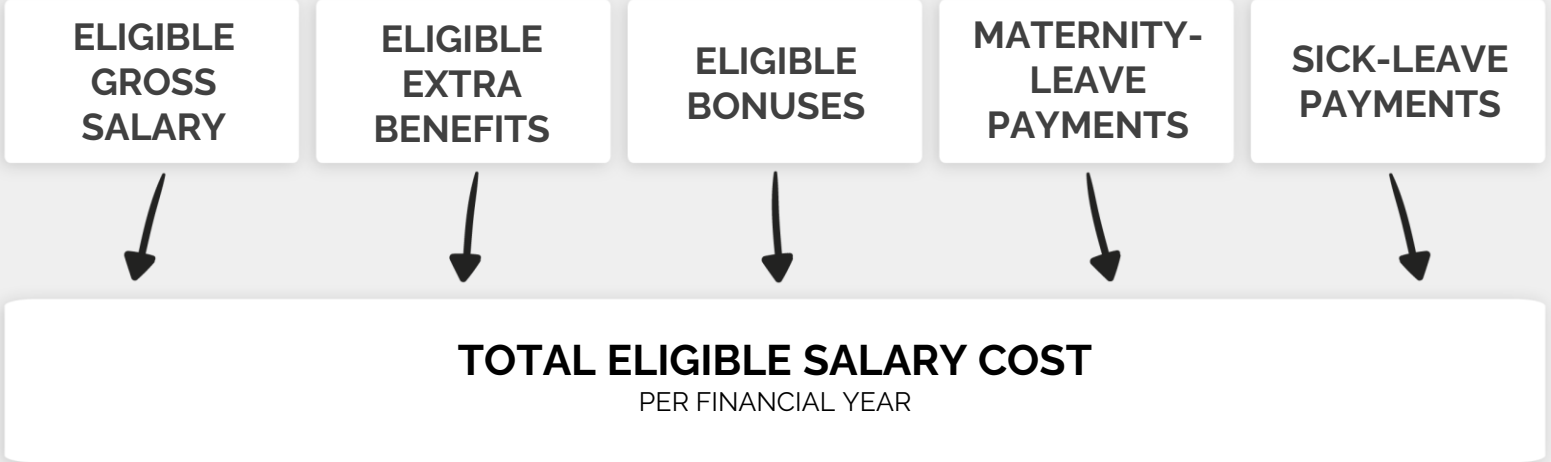 ELIGIBLE
GROSS
SALARY
ELIGIBLE
EXTRA
BENEFITS
ELIGIBLE
BONUSES
MATERNITY-
LEAVE
PAYMENTS
SICK-LEAVE
PAYMENTS
TOTAL ELIGIBLE SALARY COST
PER FINANCIAL YEAR